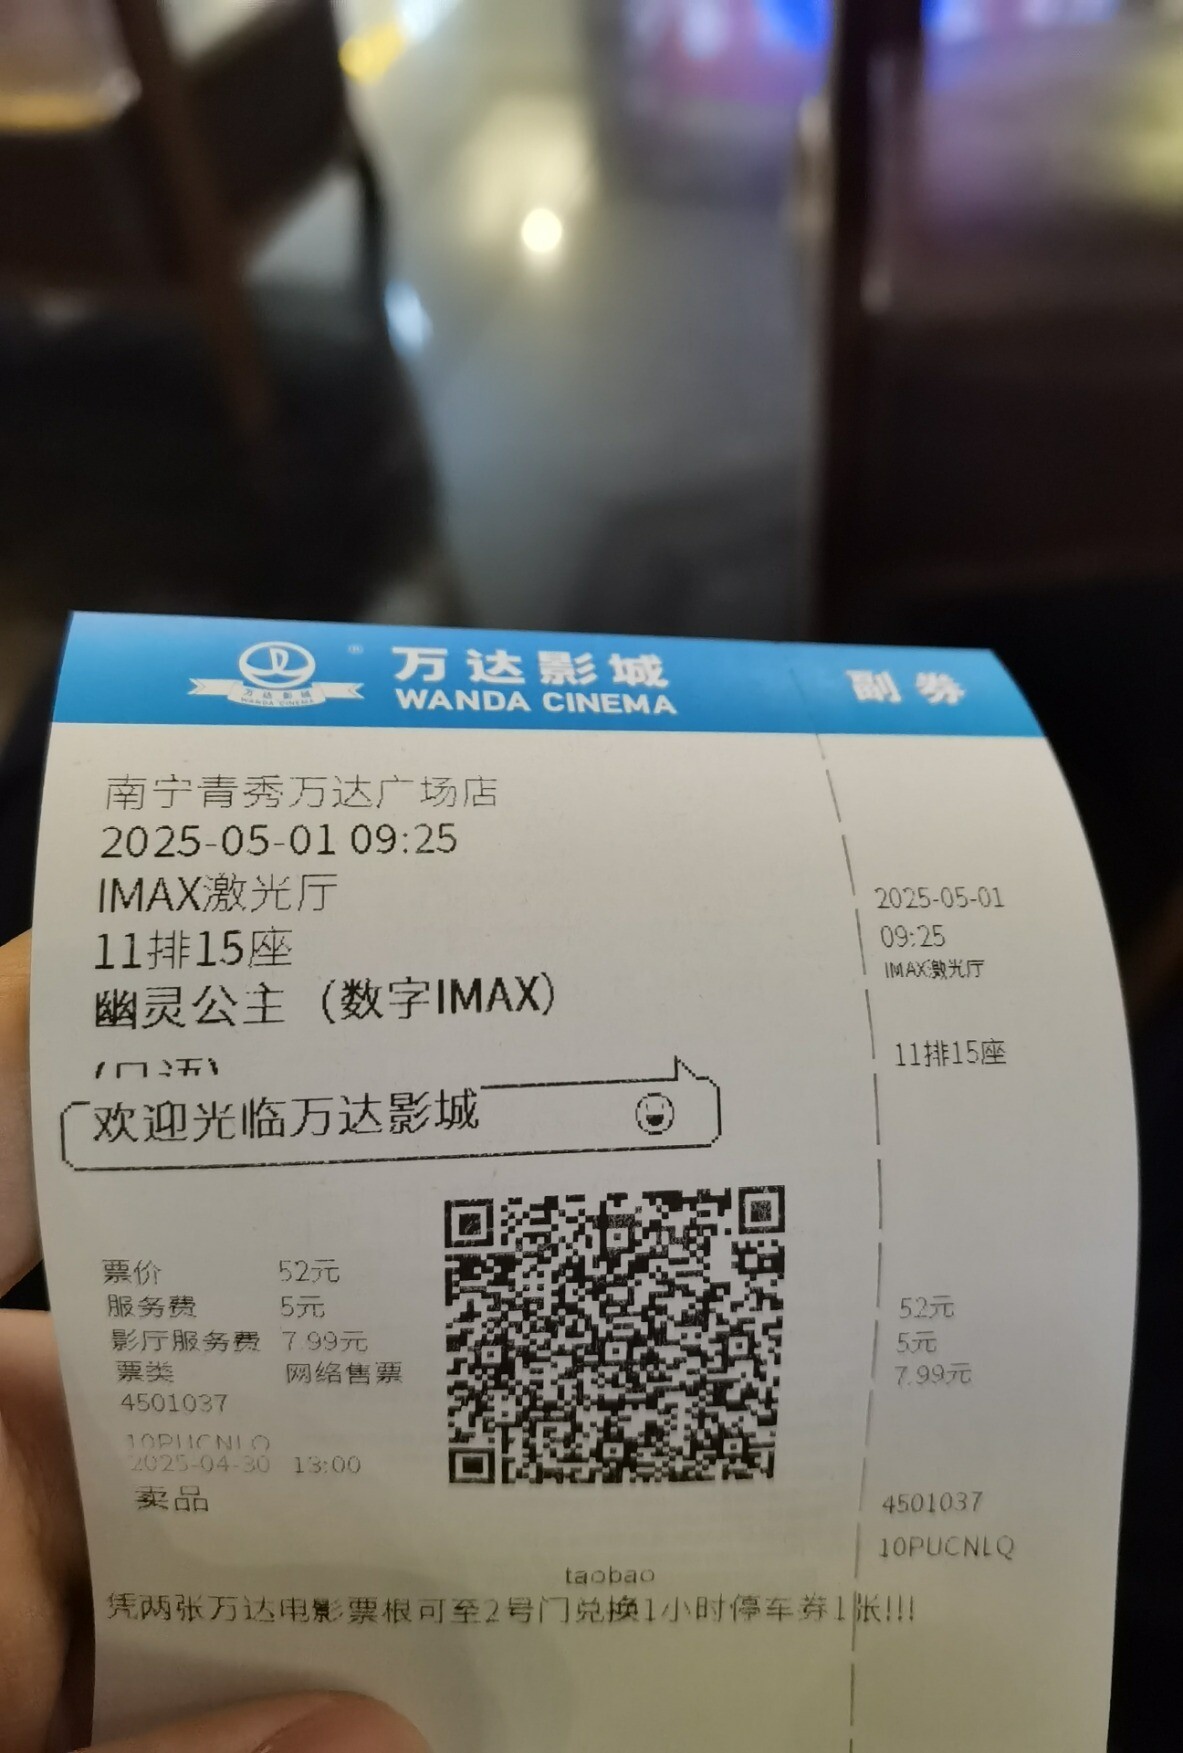 万达影城
WANDA CINEMA
副券
万达影城
WANDA CINEMA
南宁青秀万达广场店
2025-05-01 09:25
IMAX激光厅
11排15座
幽灵公主（数字IMAX）
欢迎光临万达影城
票价 52元
服务费 5元
影厅服务费 7.99元
票类 网络售票
4501037
10PUCNLQ
2025-04-30 13:00
卖品
taobao
凭两张万达电影票根可至2号门兑换1小时停车券1张!!!
2025-05-01
09:25
IMAX激光厅
11排15座
52元
5元
7.99元
4501037
10PUCNLQ